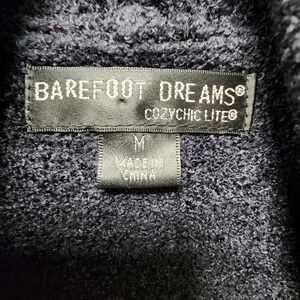 BAREFOOT DREAMS®
COZYCHIC LITE®
M
MADE IN
CHINA